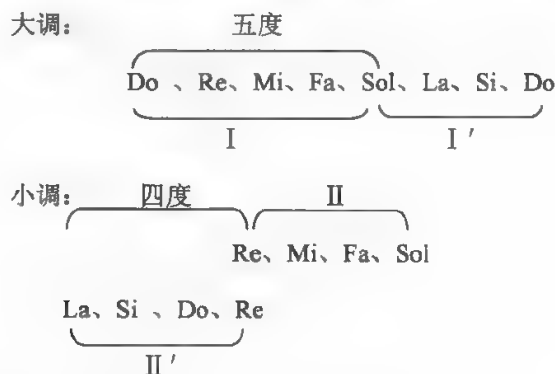 大调： 五度
Do 、Re、Mi、Fa、Sol、La、Si、Do
I I′
小调： 四度 II
Re、Mi、Fa、Sol
La、Si 、Do、Re
II′